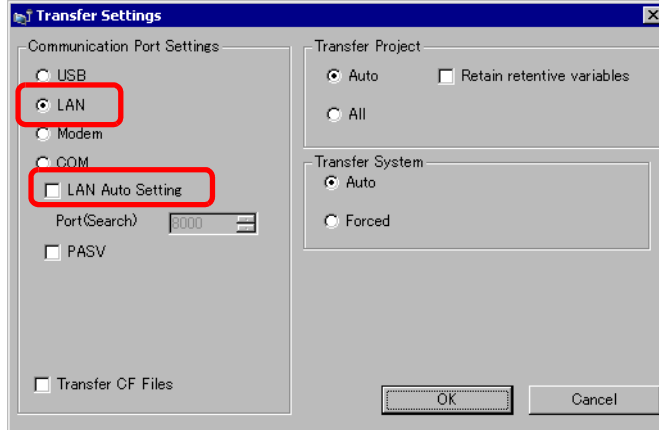 Transfer Settings
Communication Port Settings
USB
LAN
Modem
COM
LAN Auto Setting
Port(Search) 8000
PASV
Transfer CF Files
Transfer Project
Auto Retain retentive variables
All
Transfer System
Auto
Forced
OK Cancel